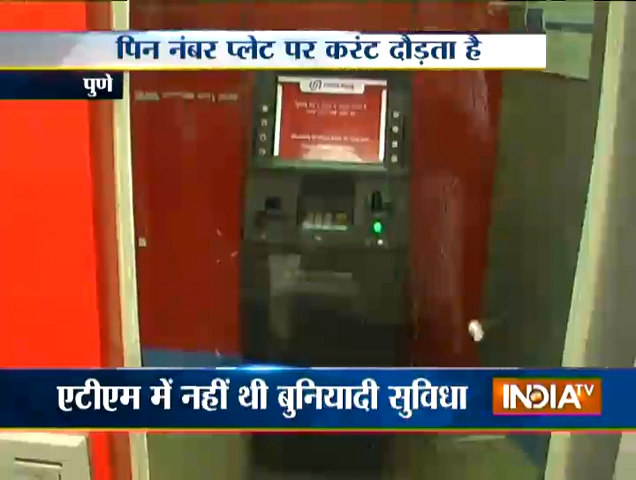 पिन नंबर प्लेट पर करंट दौड़ता है
पुणे
एटीएम में नहीं थी बुनियादी सुविधा
INDIA TV